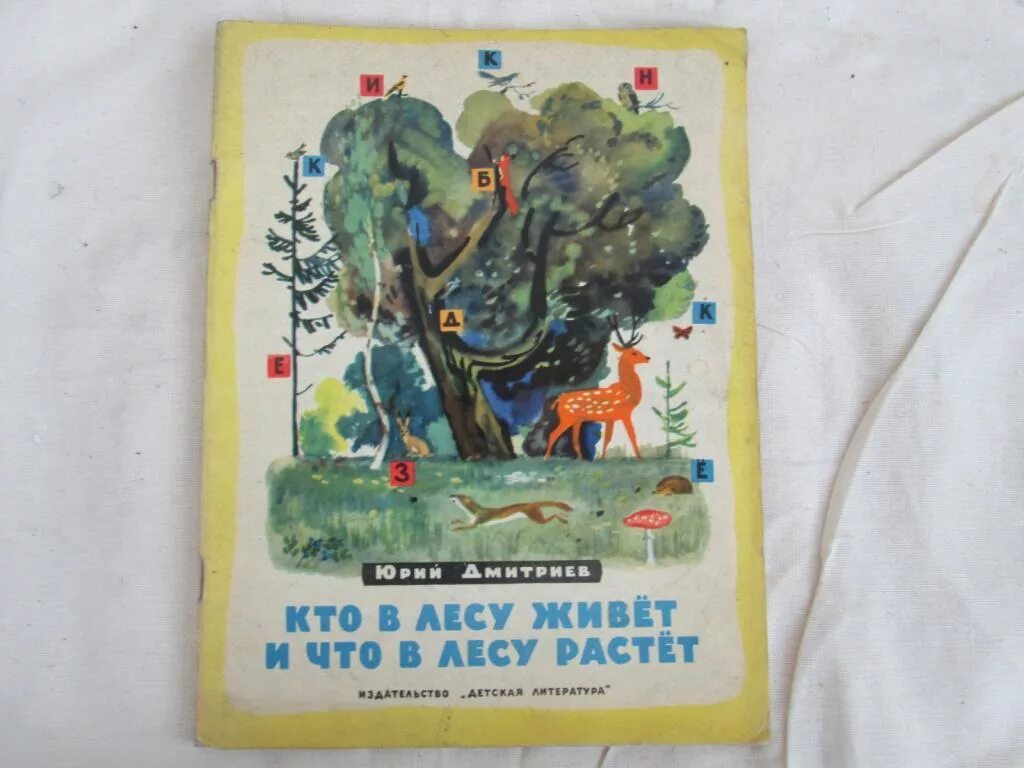 К
И
Н
К
Б
Д
К
Е
З
Ё
Юрий Дмитриев
КТО В ЛЕСУ ЖИВЁТ
И ЧТО В ЛЕСУ РАСТЁТ
ИЗДАТЕЛЬСТВО „ДЕТСКАЯ ЛИТЕРАТУРА"